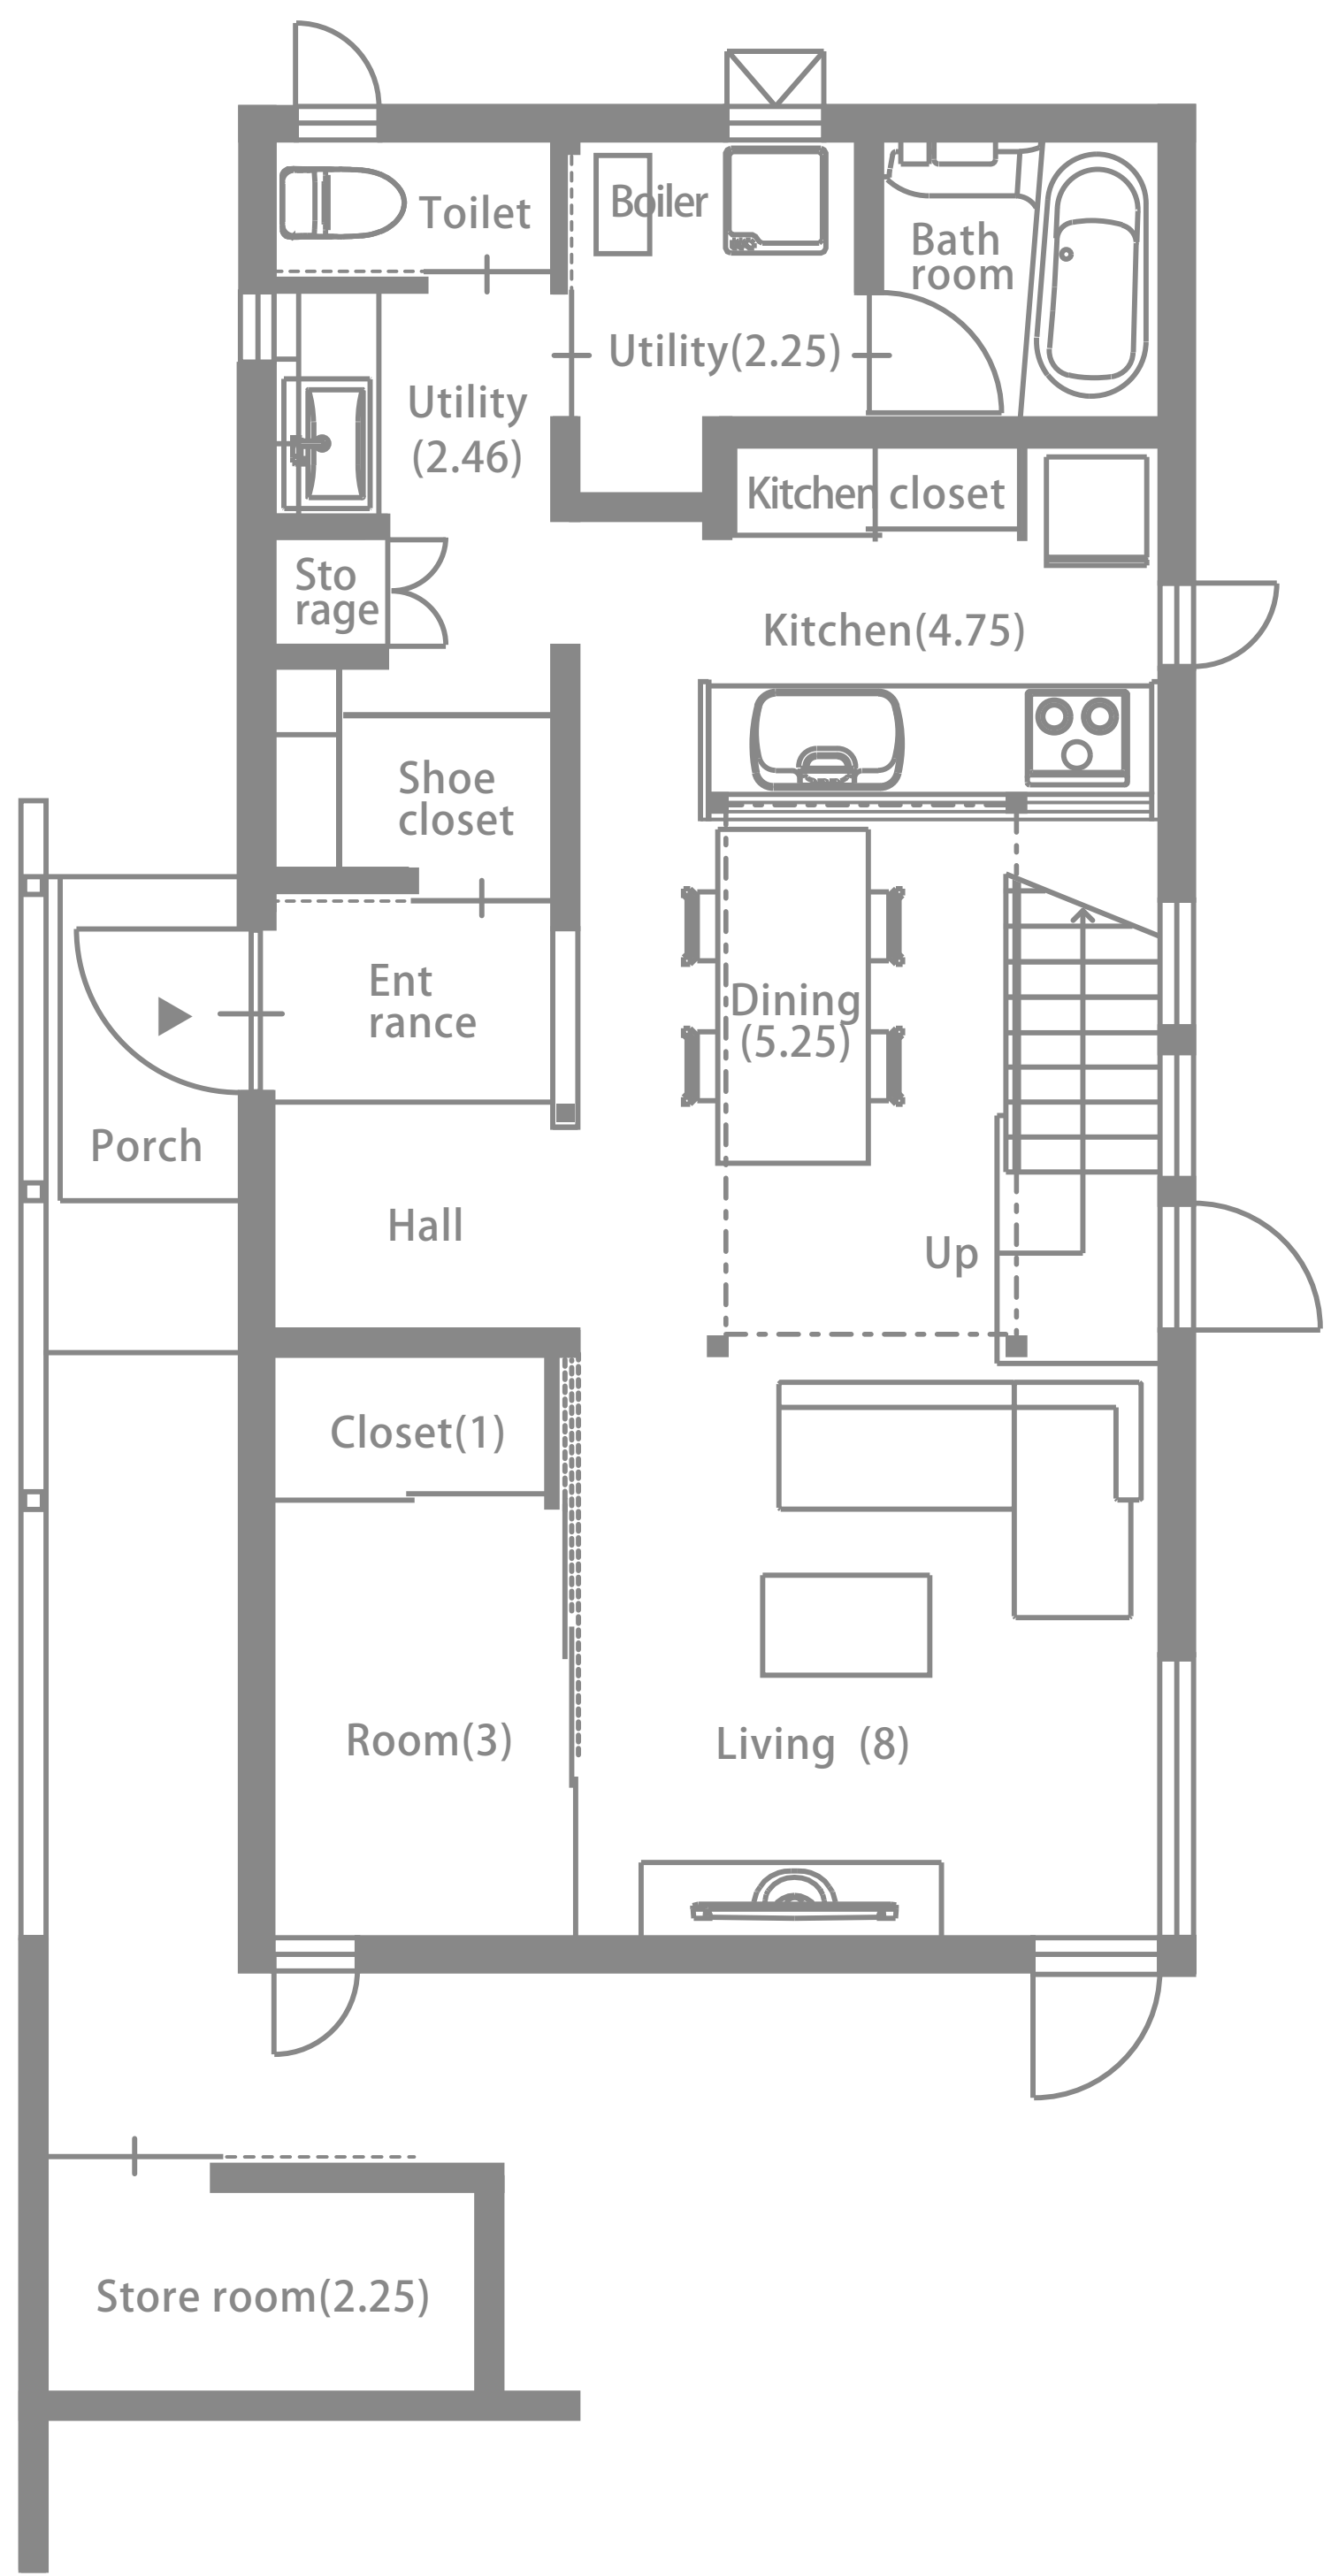 Toilet
Boiler
Bath
room
Utility(2.25)
Utility
(2.46)
Kitchen closet
Sto
rage
Kitchen(4.75)
Shoe
closet
Ent
rance
Dining
(5.25)
Porch
Hall
Up
Closet(1)
Room(3)
Living (8)
Store room(2.25)